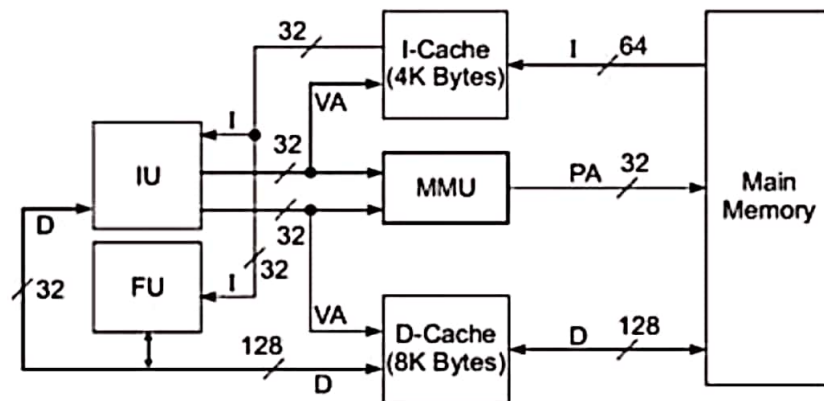 32
I-Cache
(4K Bytes)
I
64
VA
I
32
IU
MMU
PA
32
Main
Memory
D
32
32
32
FU
I
VA
D-Cache
(8K Bytes)
D
128
128
D